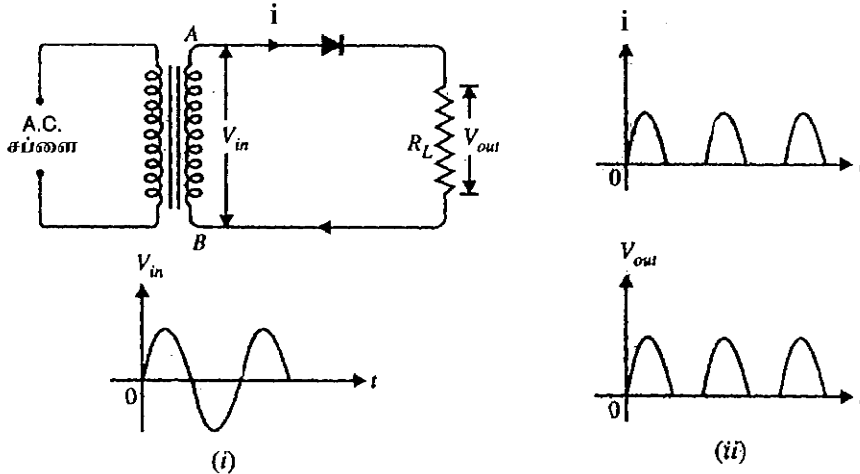 i
i
A
A.C.
சப்ளை
V_in
R_L
V_out
0
B
V_in
V_out
0
t
0
(i)
(ii)